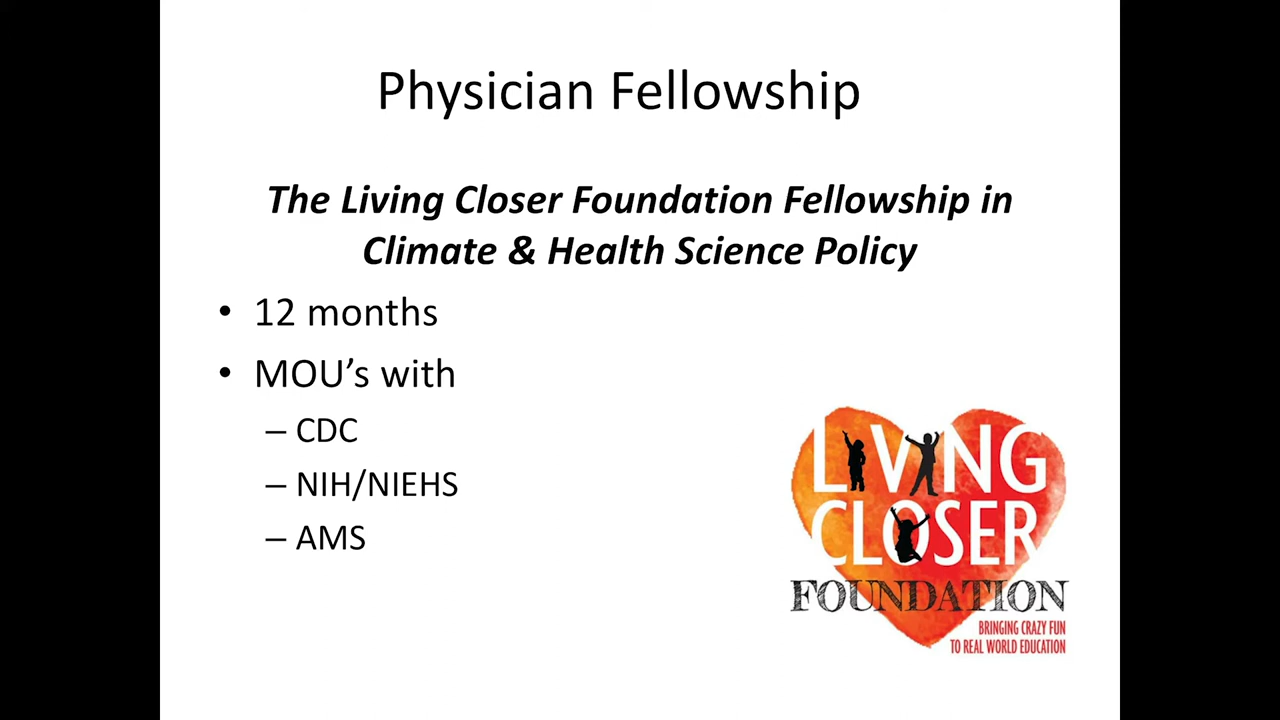 Physician Fellowship
The Living Closer Foundation Fellowship in
Climate & Health Science Policy
• 12 months
• MOU’s with
– CDC
– NIH/NIEHS
– AMS
LIVING
CLOSER
FOUNDATION
BRINGING CRAZY FUN
TO REAL WORLD EDUCATION